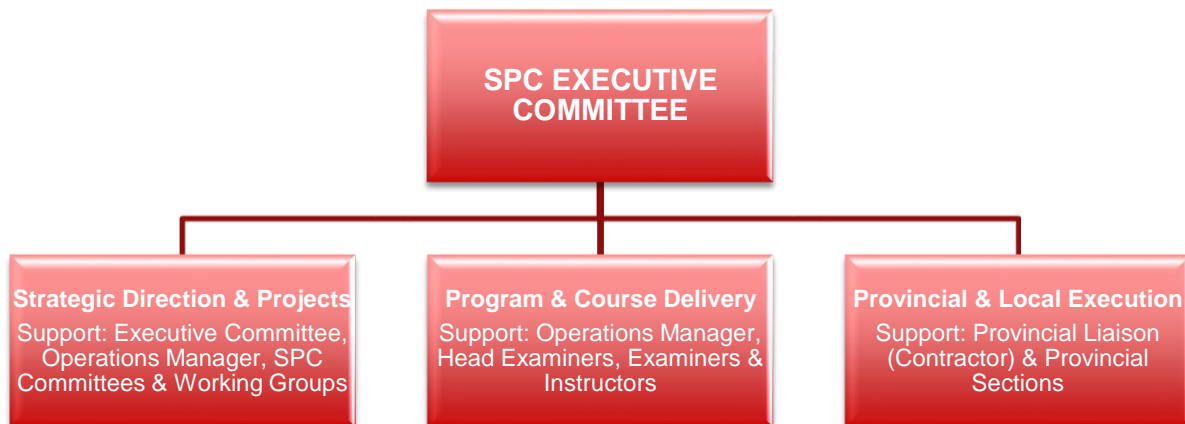 SPC EXECUTIVE
COMMITTEE
Strategic Direction & Projects
Support: Executive Committee,
Operations Manager, SPC
Committees & Working Groups
Program & Course Delivery
Support: Operations Manager,
Head Examiners, Examiners &
Instructors
Provincial & Local Execution
Support: Provincial Liaison
(Contractor) & Provincial
Sections